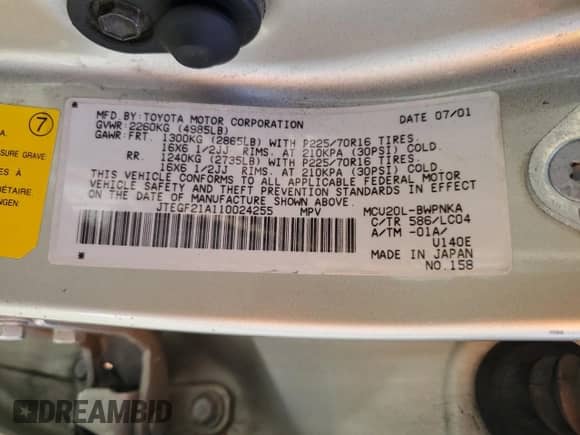 MFD.BY:TOYOTA MOTOR CORPORATION DATE 07/01
GVWR:2260KG (4985LB)
GAWR:FRT. 1300KG (2865LB) WITH P225/70R16 TIRES.
16X6 1/2JJ RIMS. AT 210KPA (30PSI) COLD.
RR. 1240KG (2735LB) WITH P225/70R16 TIRES.
16X6 1/2JJ RIMS. AT 210KPA (30PSI) COLD.
THIS VEHICLE CONFORMS TO ALL APPLICABLE FEDERAL MOTOR
VEHICLE SAFETY AND THEFT PREVENTION STANDARDS IN EFFECT
ON THE DATE OF MANUFACTURE SHOWN ABOVE.
JTEGF21A110024255 MPV MCU20L-BWPNKA
C/TR 586/LC04
A/TM -01A/
U140E
MADE IN JAPAN
NO.158
7
A.
SSURE GRAVE
S À
ÉTAIRE
NGEN
DREAMBID